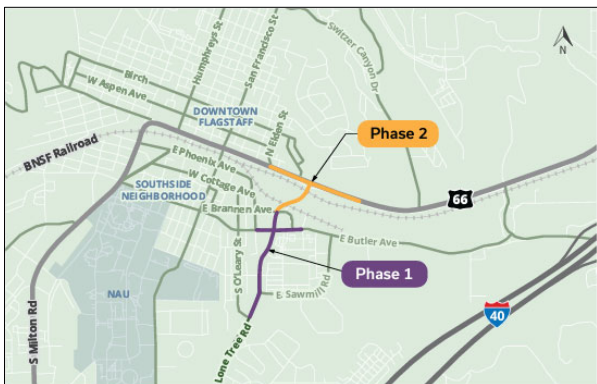 Humphreys St
San Francisco St
Switzer Canyon Dr
N
Birch
W Aspen Ave
DOWNTOWN
FLAGSTAFF
N Elden St
Phase 2
BNSF Railroad
E Phoenix Ave
W Cottage Ave
SOUTHSIDE
NEIGHBORHOOD
E Brannen Ave
66
E Butler Ave
S O'Leary St
Phase 1
NAU
E Sawmill Rd
S Milton Rd
Lone Tree Rd
40